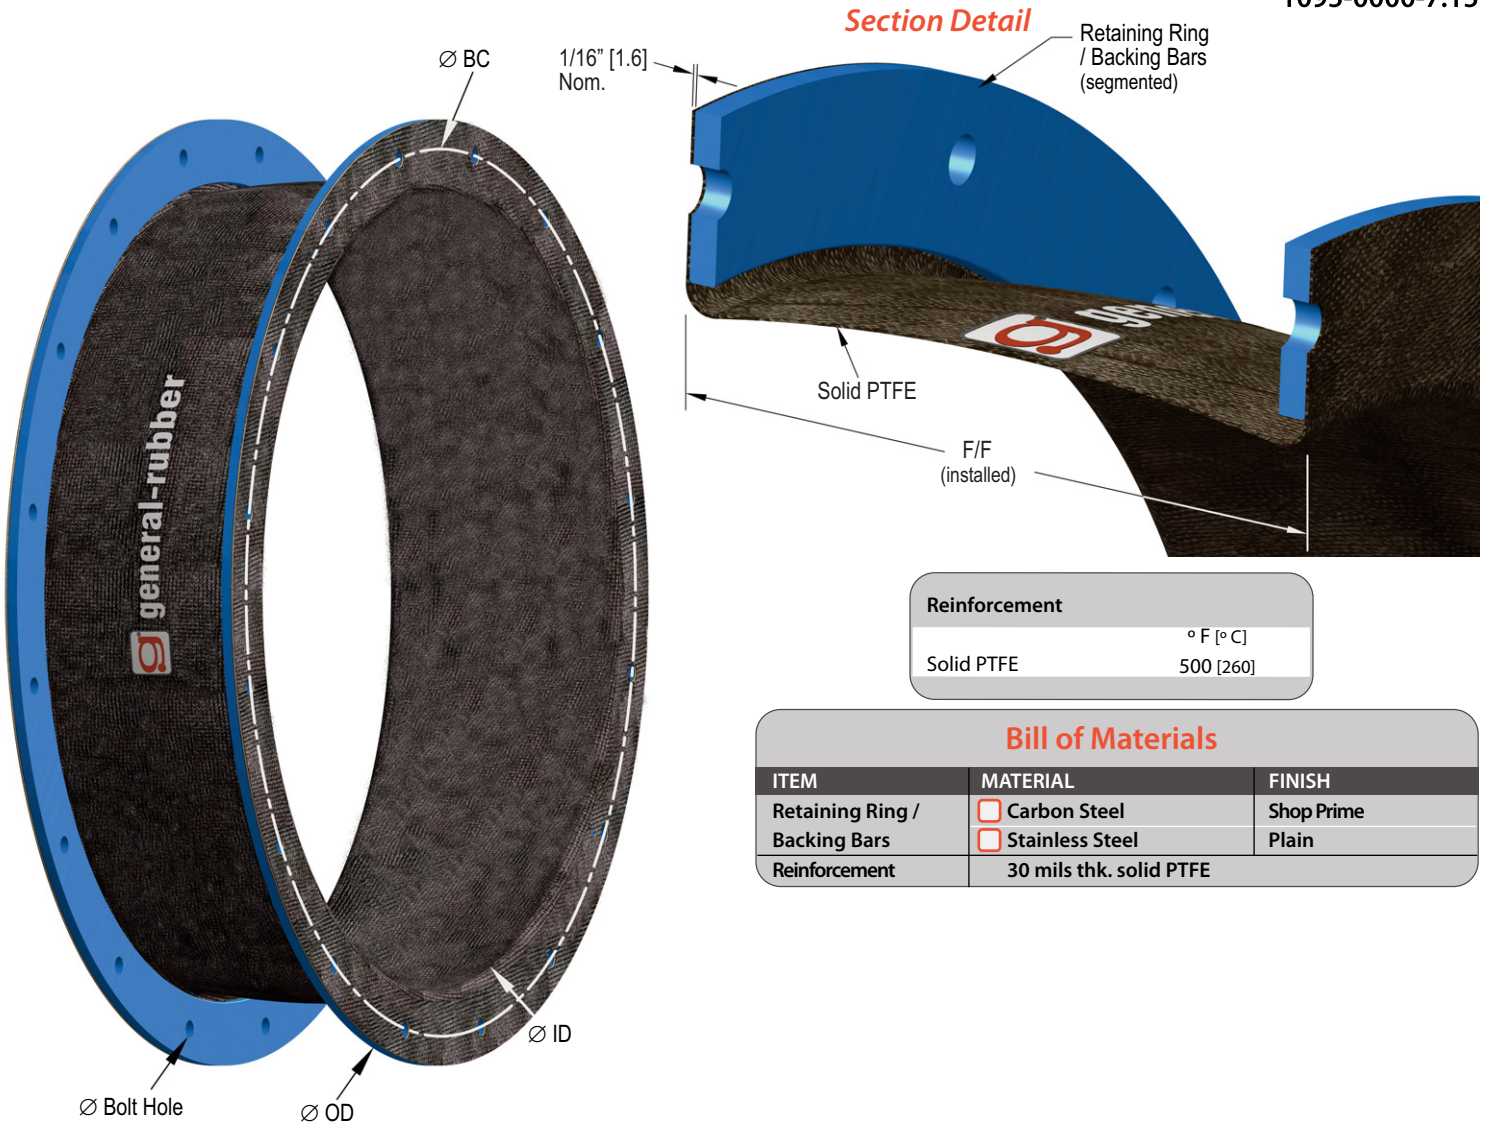 Section Detail
Ø BC
1/16” [1.6]
Nom.
Retaining Ring
/ Backing Bars
(segmented)
general-rubber
g
Solid PTFE
F/F
(installed)
Ø ID
Ø Bolt Hole
Ø OD
Reinforcement
º F [º C]
Solid PTFE 500 [260]
Bill of Materials
ITEM MATERIAL FINISH
Retaining Ring / Carbon Steel Shop Prime
Backing Bars Stainless Steel Plain
Reinforcement 30 mils thk. solid PTFE